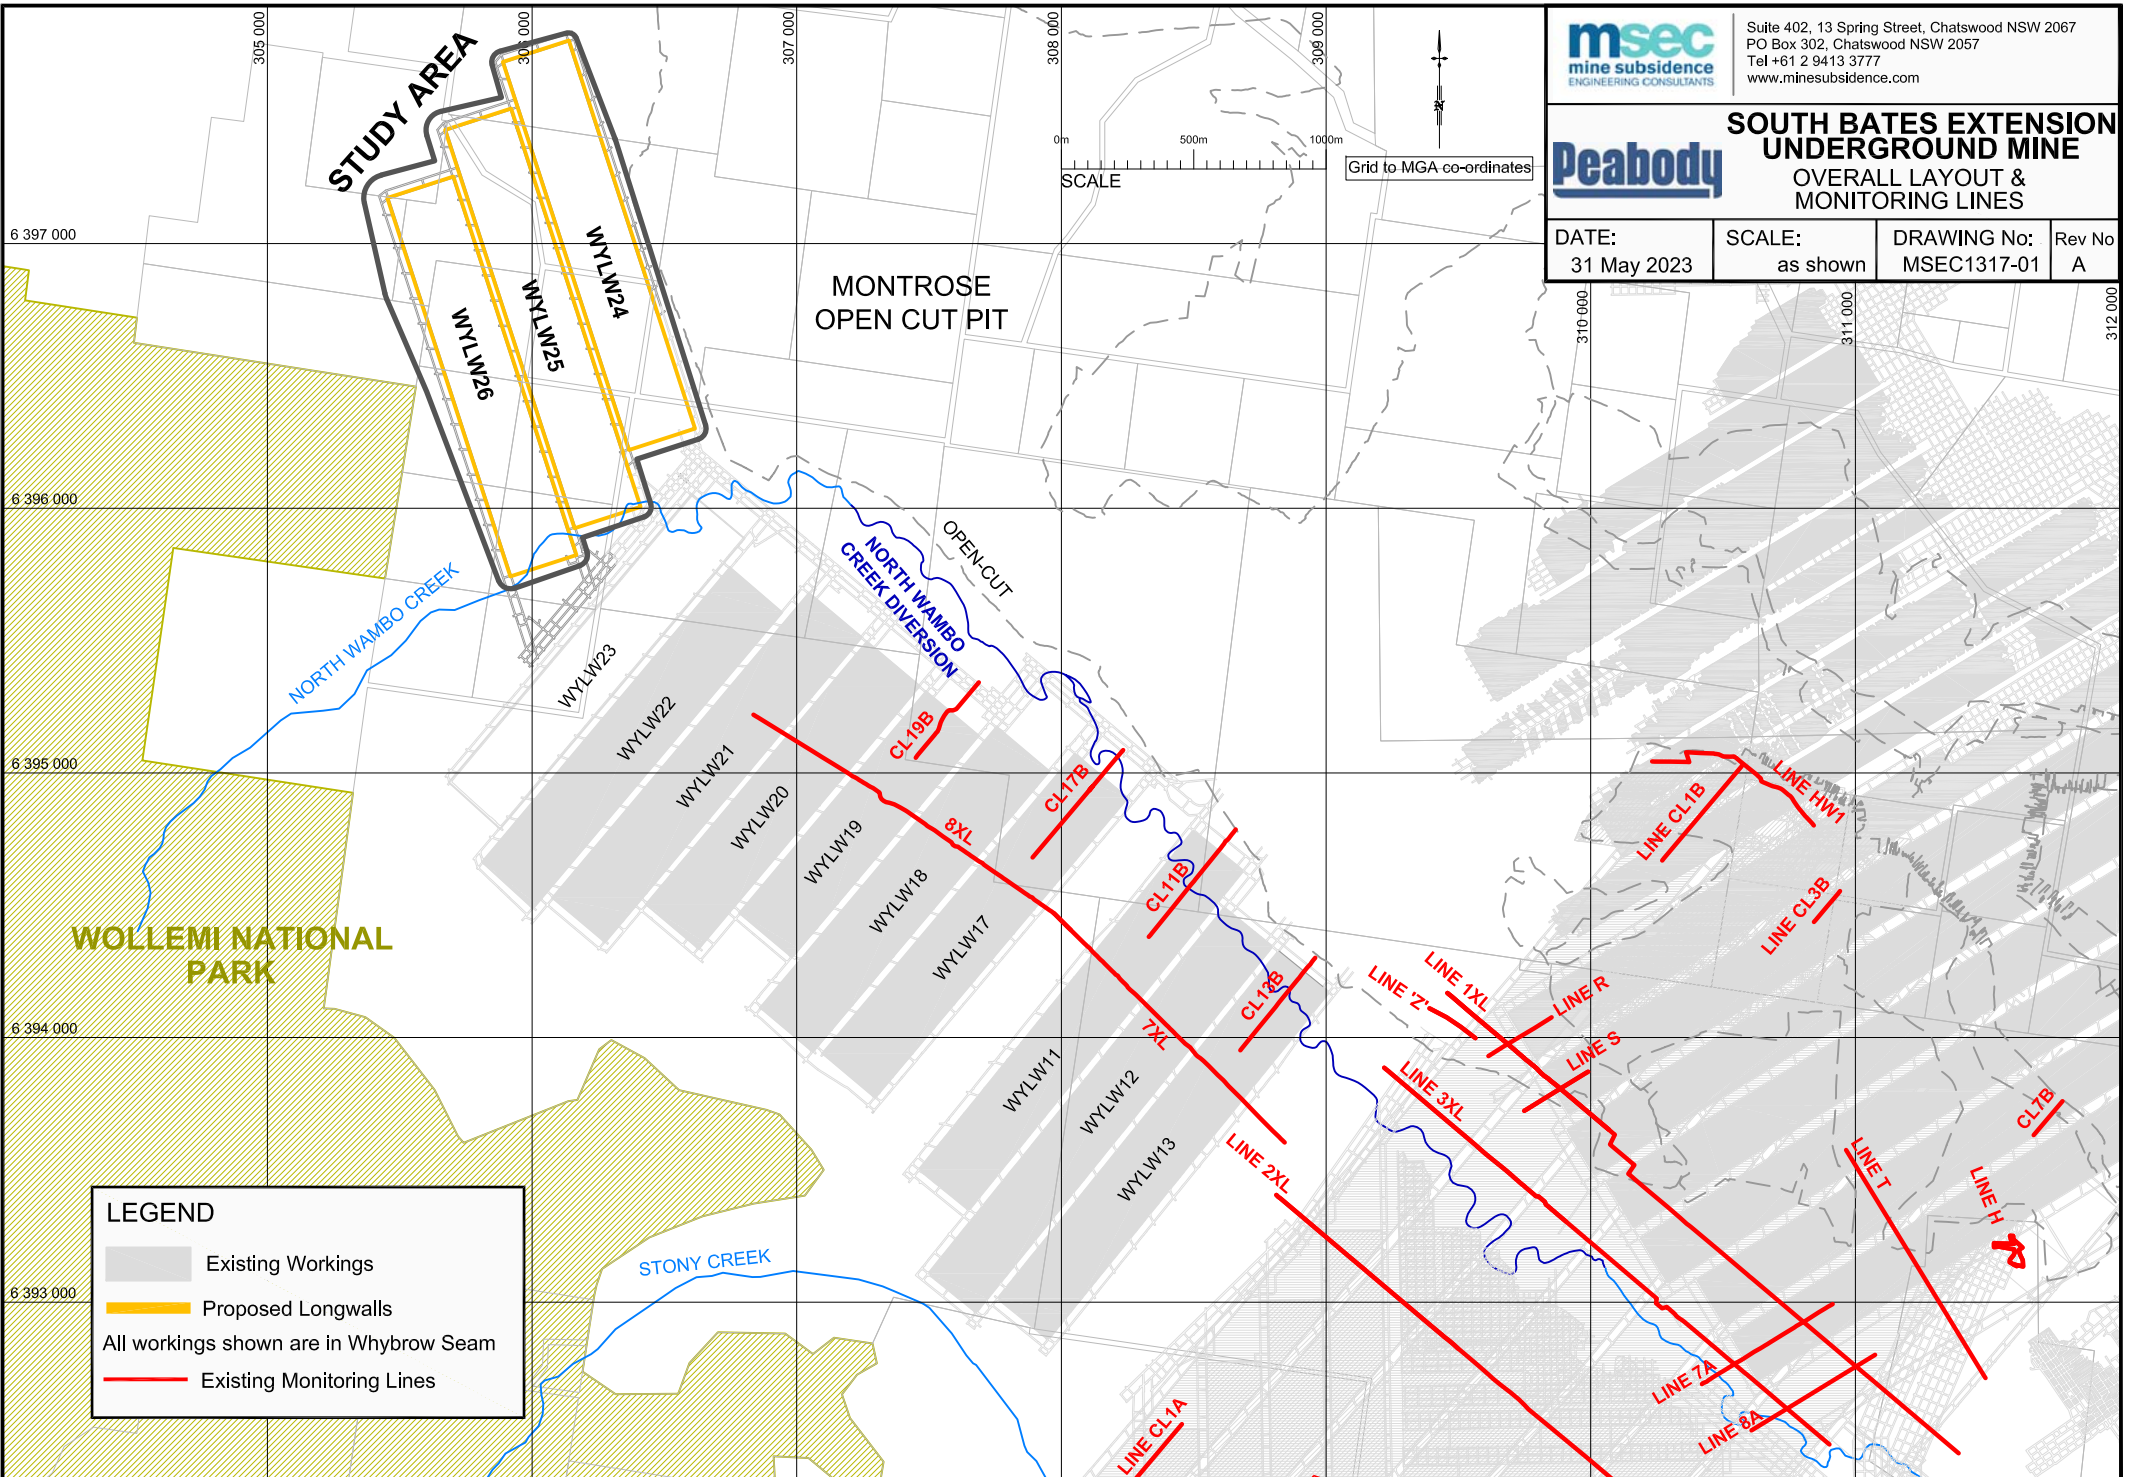 msec
mine subsidence
ENGINEERING CONSULTANTS
Suite 402, 13 Spring Street, Chatswood NSW 2067
PO Box 302, Chatswood NSW 2057
Tel +61 2 9413 3777
www.minesubsidence.com
Peabody
SOUTH BATES EXTENSION
UNDERGROUND MINE
OVERALL LAYOUT &
MONITORING LINES
DATE:
31 May 2023
SCALE:
as shown
DRAWING No:
MSEC1317-01
Rev No
A
305 000
306 000
307 000
308 000
309 000
310 000
311 000
312 000
0m
500m
1000m
SCALE
Grid to MGA co-ordinates
STUDY AREA
6 397 000
6 396 000
6 395 000
6 394 000
6 393 000
WYLW24
WYLW25
WYLW26
MONTROSE
OPEN CUT PIT
OPEN-CUT
NORTH WAMBO
CREEK DIVERSION
NORTH WAMBO CREEK
WYLW23
WYLW22
WYLW21
WYLW20
WYLW19
WYLW18
WYLW17
WYLW11
WYLW12
WYLW13
CL19B
CL17B
CL11B
CL13B
8XL
7XL
LINE CL1B
LINE HW1
LINE CL3B
LINE 'Z'
LINE 1XL
LINE R
LINE S
LINE 3XL
LINE 2XL
CL7B
LINE T
LINE H
LINE 7A
LINE 8A
LINE CL1A
WOLLEMI NATIONAL
PARK
STONY CREEK
LEGEND
Existing Workings
Proposed Longwalls
All workings shown are in Whybrow Seam
Existing Monitoring Lines